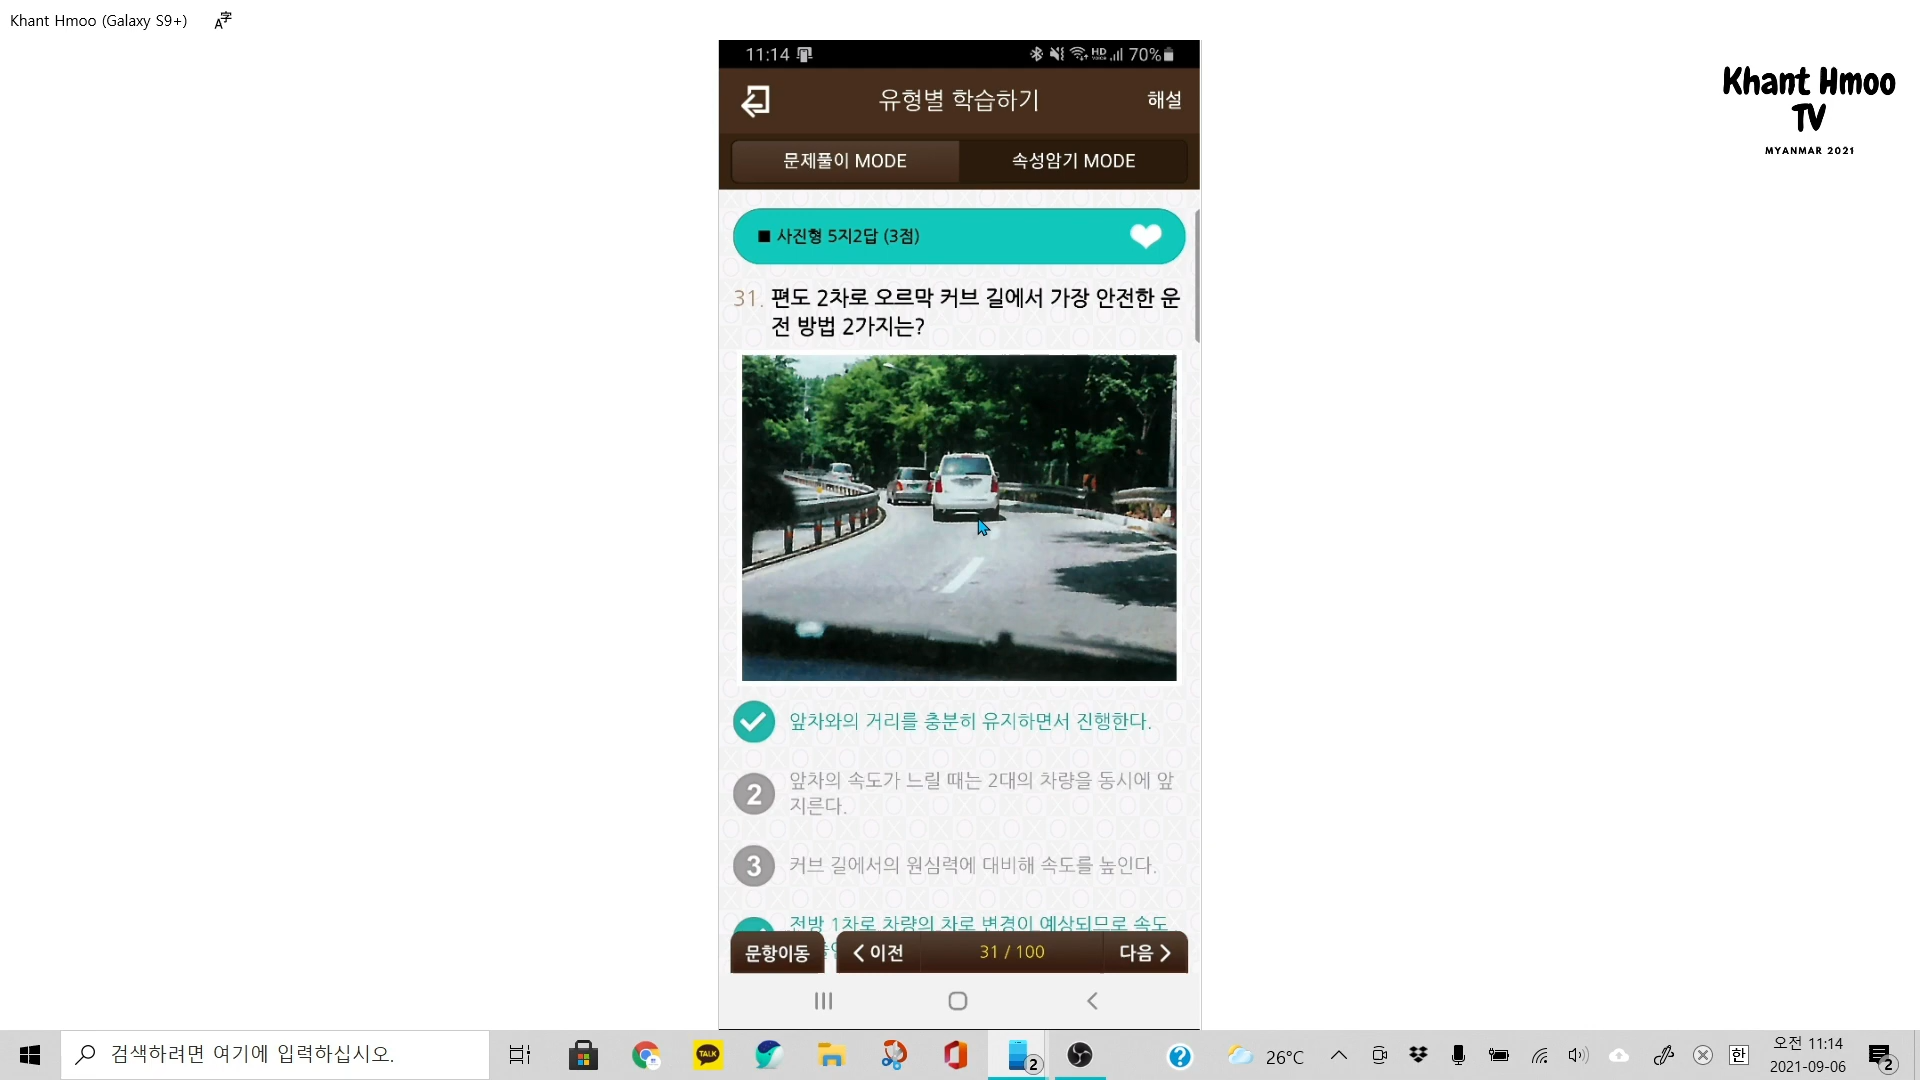 Khant Hmoo (Galaxy S9+)
Khant Hmoo
TV
MYANMAR 2021
11:14
70%
유형별 학습하기
해설
문제풀이 MODE
속성암기 MODE
■ 사진형 5지2답 (3점)
31. 편도 2차로 오르막 커브 길에서 가장 안전한 운
전 방법 2가지는?
앞차와의 거리를 충분히 유지하면서 진행한다.
2 앞차의 속도가 느릴 때는 2대의 차량을 동시에 앞
지른다.
3 커브 길에서의 원심력에 대비해 속도를 높인다.
전방 1차로 차량의 차로 변경이 예상되므로 속도
문항이동
이전
31 / 100
다음
검색하려면 여기에 입력하십시오.
TALK
2
26°C
한
오전 11:14
2021-09-06
2